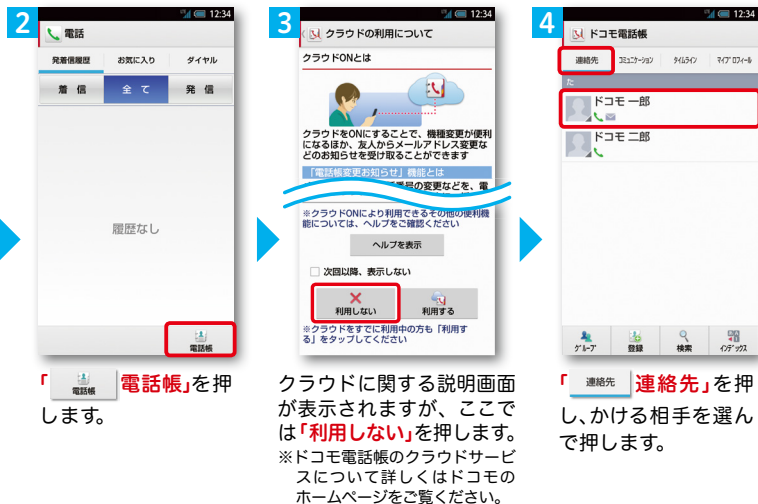 2
12:34
電話
発着信履歴 お気に入り ダイヤル
着 信 全 て 発 信
履歴なし
電話帳
「 電話帳 電話帳」を押
します。
3
12:34
クラウドの利用について
クラウドONとは
クラウドをONにすることで、機種変更が便利
になるほか、友人からメールアドレス変更な
どのお知らせを受け取ることができます
「電話帳変更お知らせ」機能とは
番号の変更などを、電
※クラウドONにより利用できるその他の便利機
能については、ヘルプをご確認ください
ヘルプを表示
次回以降、表示しない
利用しない 利用する
※クラウドをすでに利用中の方も「利用す
る」をタップしてください
クラウドに関する説明画面
が表示されますが、ここで
は「利用しない」を押します。
※ドコモ電話帳のクラウドサービ
スについて詳しくはドコモの
ホームページをご覧ください。
4
12:34
ドコモ電話帳
連絡先 コミュニケーション タイムライン マイプロフィール
た
ドコモ 一郎
ドコモ 二郎
グループ 登録 検索 インデックス
「 連絡先 連絡先」を押
し、かける相手を選ん
で押します。